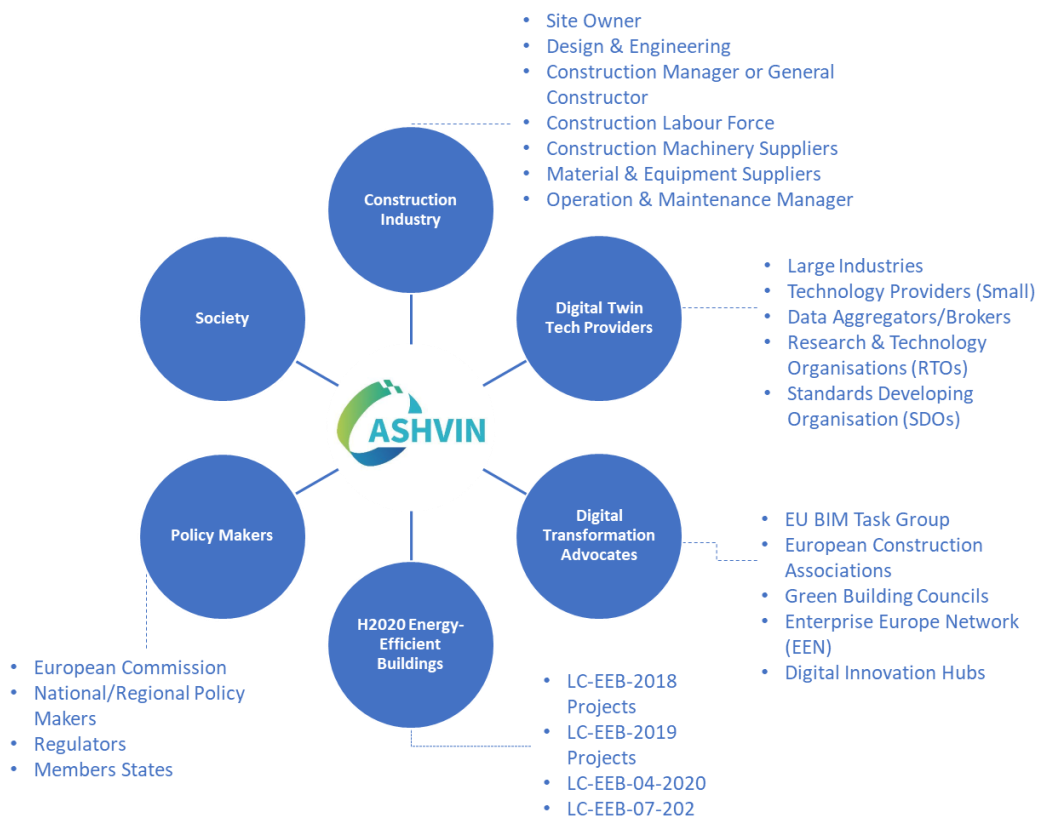 • Site Owner
• Design & Engineering
• Construction Manager or General
Constructor
• Construction Labour Force
• Construction Machinery Suppliers
• Material & Equipment Suppliers
• Operation & Maintenance Manager
Construction
Industry
Society
Digital Twin
Tech Providers
• Large Industries
• Technology Providers (Small)
• Data Aggregators/Brokers
• Research & Technology
Organisations (RTOs)
• Standards Developing
Organisation (SDOs)
ASHVIN
Policy Makers
Digital
Transformation
Advocates
• EU BIM Task Group
• European Construction
Associations
• Green Building Councils
• Enterprise Europe Network
(EEN)
• Digital Innovation Hubs
H2020 Energy-
Efficient
Buildings
• European Commission
• National/Regional Policy
Makers
• Regulators
• Members States
• LC-EEB-2018
Projects
• LC-EEB-2019
Projects
• LC-EEB-04-2020
• LC-EEB-07-202